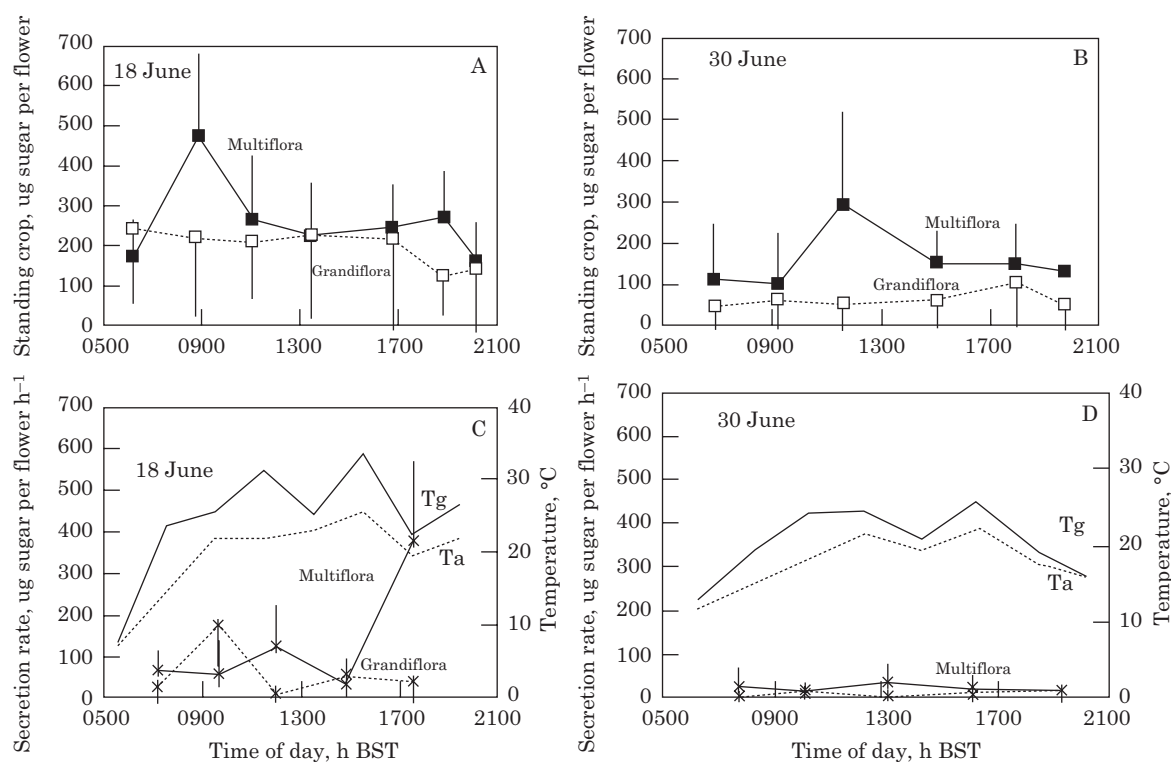 Standing crop, ug sugar per flower
700
600
500
400
300
200
100
0
18 June
A
Multiflora
Grandiflora
0500 0900 1300 1700 2100
Standing crop, ug sugar per flower
700
600
500
400
300
200
100
0
30 June
B
Multiflora
Grandiflora
0500 0900 1300 1700 2100
Secretion rate, ug sugar per flower h⁻¹
700
600
500
400
300
200
100
0
18 June
C
Tg
Ta
Multiflora
Grandiflora
40
30
20
10
0
Temperature, °C
0500 0900 1300 1700 2100
Time of day, h BST
Secretion rate, ug sugar per flower h⁻¹
700
600
500
400
300
200
100
0
30 June
D
Tg
Ta
Multiflora
40
30
20
10
0
Temperature, °C
0500 0900 1300 1700 2100
Time of day, h BST